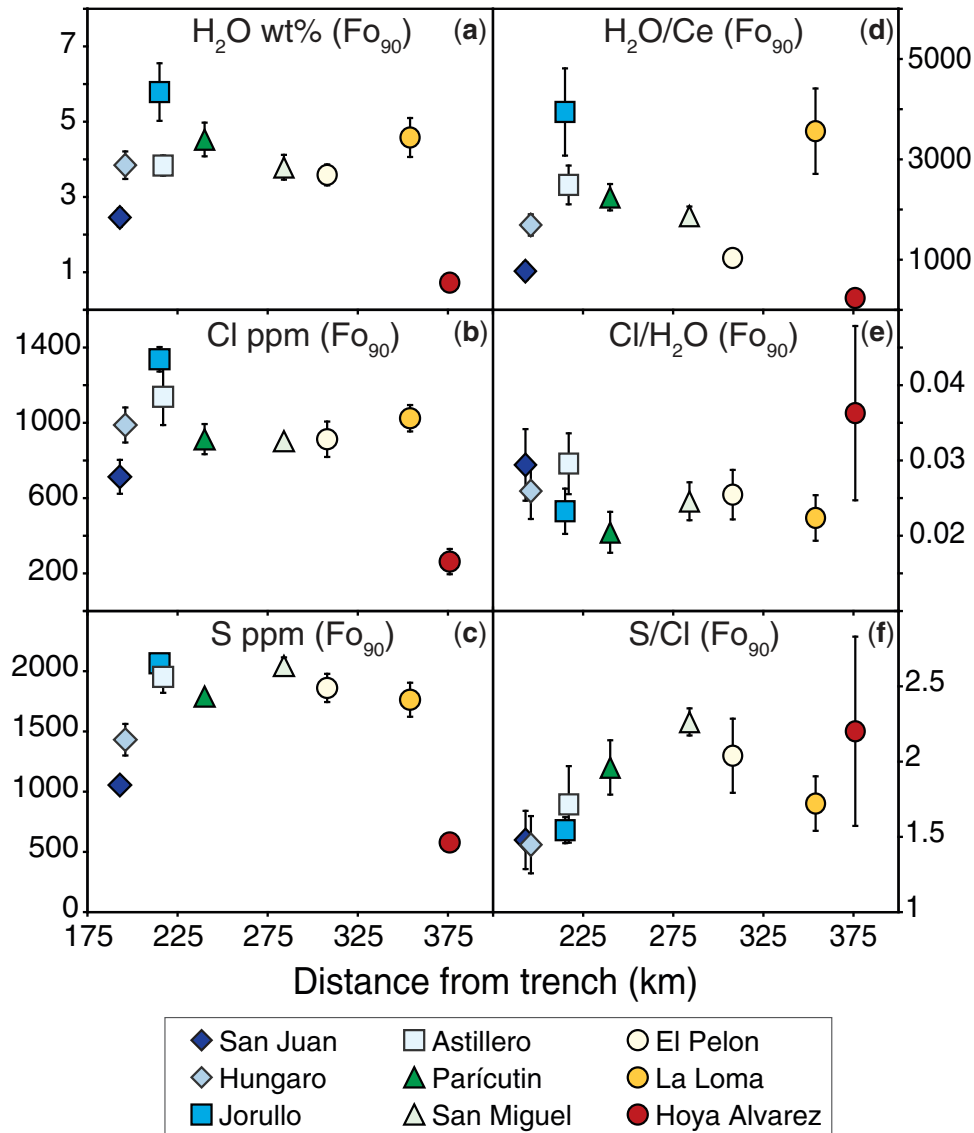 H₂O wt% (Fo₉₀) (a)
7
5
3
1
H₂O/Ce (Fo₉₀) (d)
5000
3000
1000
Cl ppm (Fo₉₀) (b)
1400
1000
600
200
Cl/H₂O (Fo₉₀) (e)
0.04
0.03
0.02
S ppm (Fo₉₀) (c)
2000
1500
1000
500
0
S/Cl (Fo₉₀) (f)
2.5
2
1.5
1
175 225 275 325 375
225 275 325 375
Distance from trench (km)
San Juan Astillero El Pelon
Hungaro Parícutin La Loma
Jorullo San Miguel Hoya Alvarez